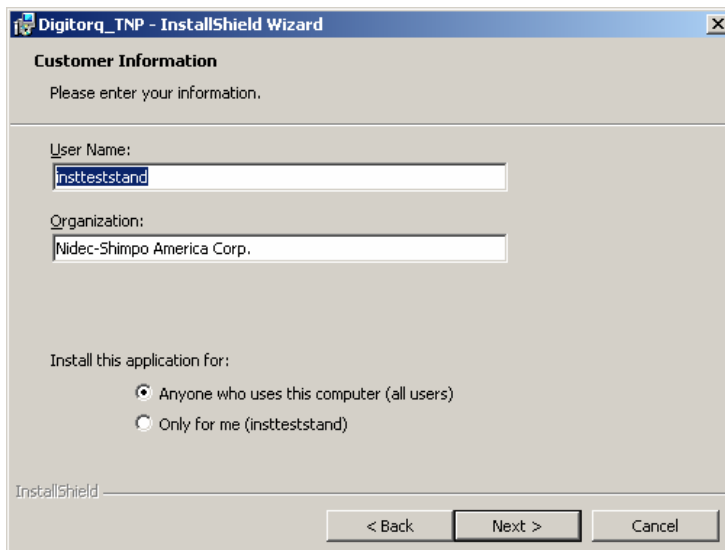 Digitorq_TNP - InstallShield Wizard
Customer Information
Please enter your information.
User Name:
instteststand
Organization:
Nidec-Shimpo America Corp.
Install this application for:
Anyone who uses this computer (all users)
Only for me (instteststand)
InstallShield
< Back
Next >
Cancel